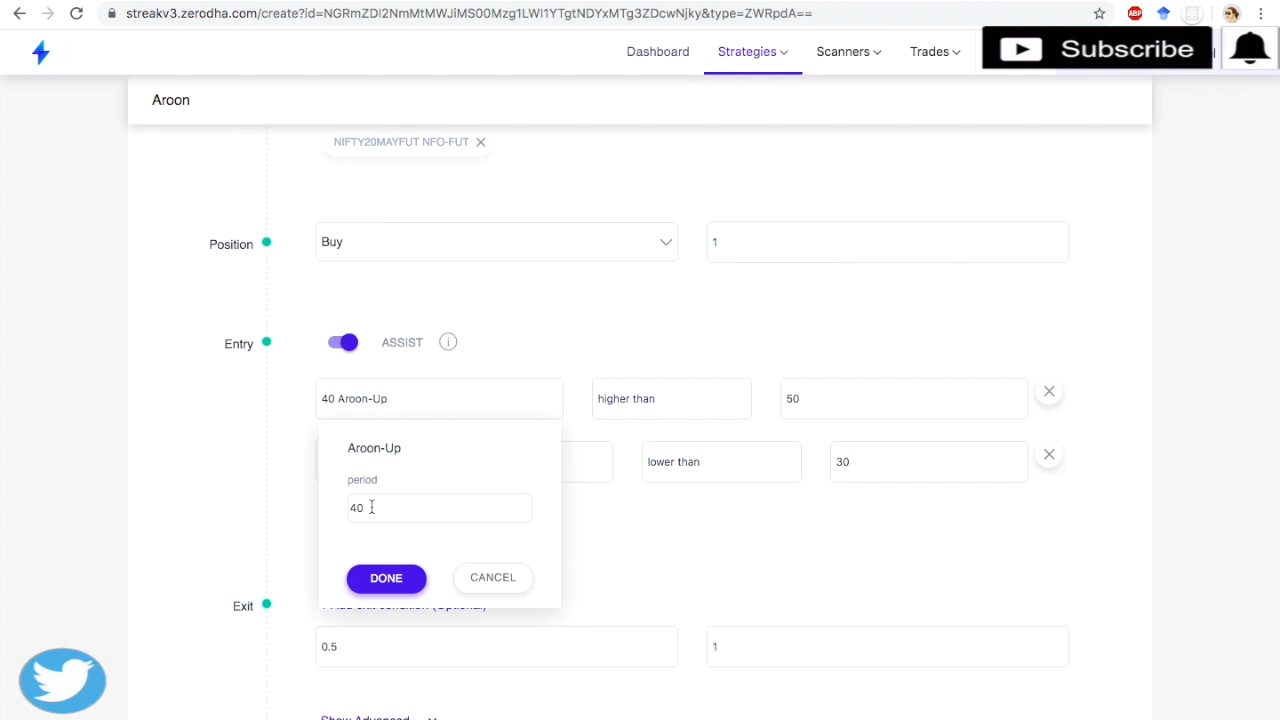 streakv3.zerodha.com/create?id=NGRmZDI2NmMtMWJiMS00Mzg1LWI1YTgtNDYxMTg3ZDcwNjky&type=ZWRpdA==
ABP
Dashboard
Strategies
Scanners
Trades
Subscribe
Aroon
NIFTY20MAYFUT NFO-FUT
Position
Buy
1
Entry
ASSIST
40 Aroon-Up
higher than
50
Aroon-Up
lower than
30
period
40
DONE
CANCEL
Exit
+ Add exit condition (Optional)
0.5
1
Show Advanced